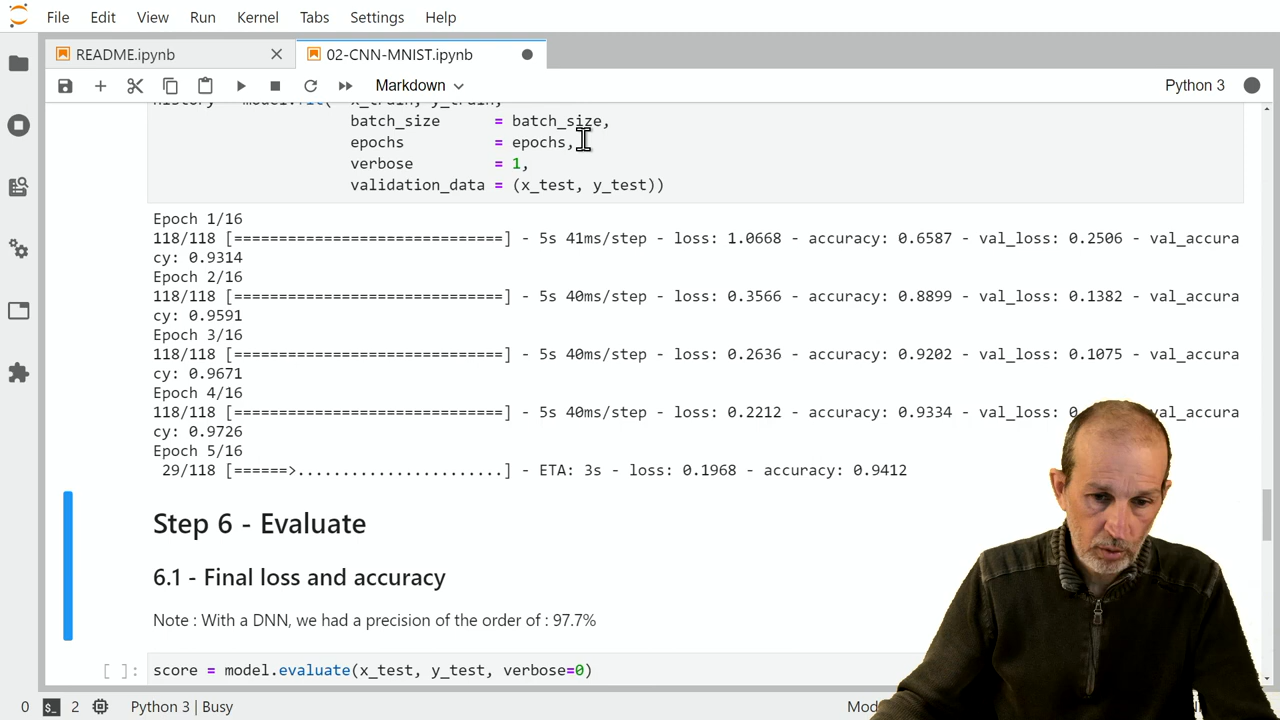 File Edit View Run Kernel Tabs Settings Help
README.ipynb
02-CNN-MNIST.ipynb
Markdown
Python 3
batch_size = batch_size,
epochs = epochs,
verbose = 1,
validation_data = (x_test, y_test))
Epoch 1/16
118/118 [==============================] - 5s 41ms/step - loss: 1.0668 - accuracy: 0.6587 - val_loss: 0.2506 - val_accura
cy: 0.9314
Epoch 2/16
118/118 [==============================] - 5s 40ms/step - loss: 0.3566 - accuracy: 0.8899 - val_loss: 0.1382 - val_accura
cy: 0.9591
Epoch 3/16
118/118 [==============================] - 5s 40ms/step - loss: 0.2636 - accuracy: 0.9202 - val_loss: 0.1075 - val_accura
cy: 0.9671
Epoch 4/16
118/118 [==============================] - 5s 40ms/step - loss: 0.2212 - accuracy: 0.9334 - val_loss: val_accura
cy: 0.9726
Epoch 5/16
29/118 [======>.......................] - ETA: 3s - loss: 0.1968 - accuracy: 0.9412
Step 6 - Evaluate
6.1 - Final loss and accuracy
Note : With a DNN, we had a precision of the order of : 97.7%
[ ]: score = model.evaluate(x_test, y_test, verbose=0)
0 $_ 2 Python 3 | Busy